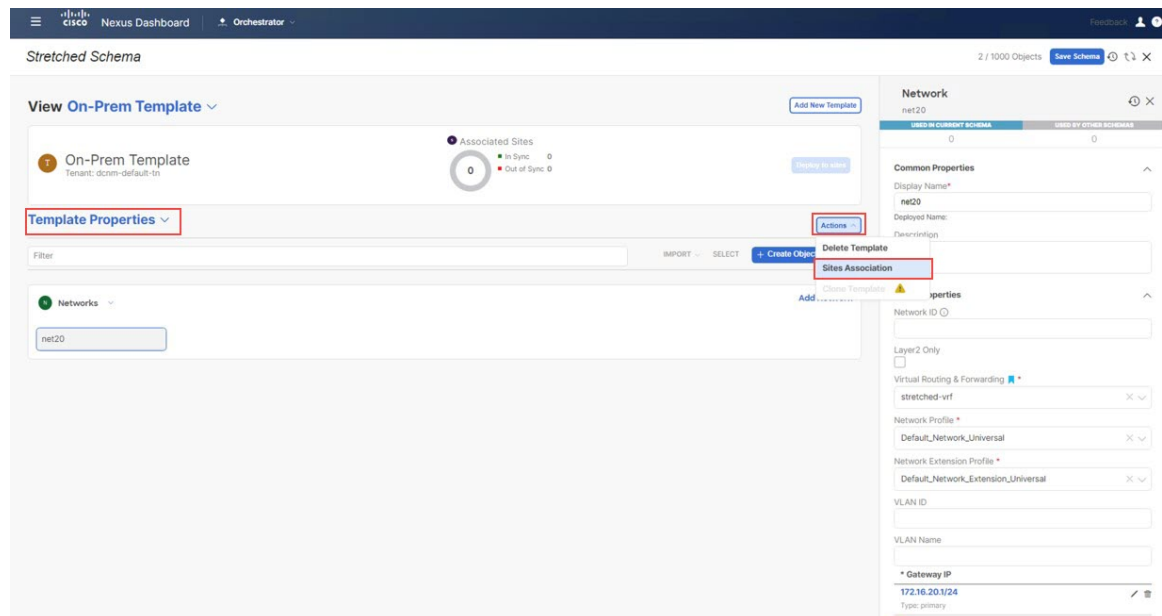 cisco Nexus Dashboard Orchestrator Feedback
Stretched Schema
2 / 1000 Objects Save Schema
View On-Prem Template
Add New Template
T On-Prem Template
Tenant: dcnm-default-tn
Associated Sites
0
In Sync 0
Out of Sync 0
Deploy to sites
Template Properties
Actions
Delete Template
Sites Association
Clone Template
Filter
IMPORT SELECT + Create Objec
N Networks
Add
net20
Network
net20
USED IN CURRENT SCHEMA USED BY OTHER SCHEMAS
0 0
Common Properties
Display Name*
net20
Deployed Name:
Description
operties
Network ID
Layer2 Only
Virtual Routing & Forwarding *
stretched-vrf
Network Profile *
Default_Network_Universal
Network Extension Profile *
Default_Network_Extension_Universal
VLAN ID
VLAN Name
* Gateway IP
172.16.20.1/24
Type: primary